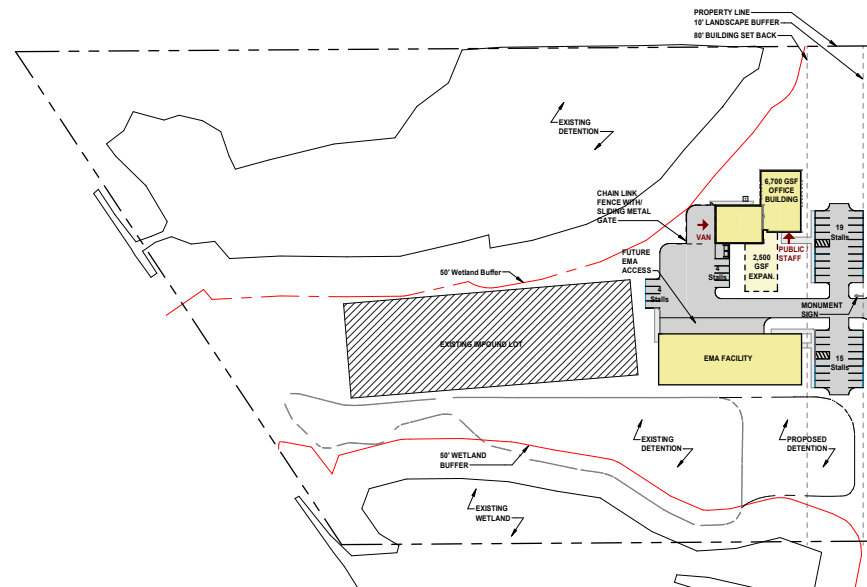 PROPERTY LINE
10' LANDSCAPE BUFFER
80' BUILDING SET BACK
EXISTING
DETENTION
6,700 GSF
OFFICE
BUILDING
CHAIN LINK
FENCE WITH/
SLIDING METAL
GATE
VAN
19
Stalls
PUBLIC /
STAFF
FUTURE
EMA
ACCESS
2,500
GSF
EXPAN.
4
Stalls
50' Wetland Buffer
4
Stalls
MONUMENT
SIGN
EXISTING IMPOUND LOT
EMA FACILITY
15
Stalls
EXISTING
DETENTION
PROPOSED
DETENTION
50' WETLAND
BUFFER
EXISTING
WETLAND